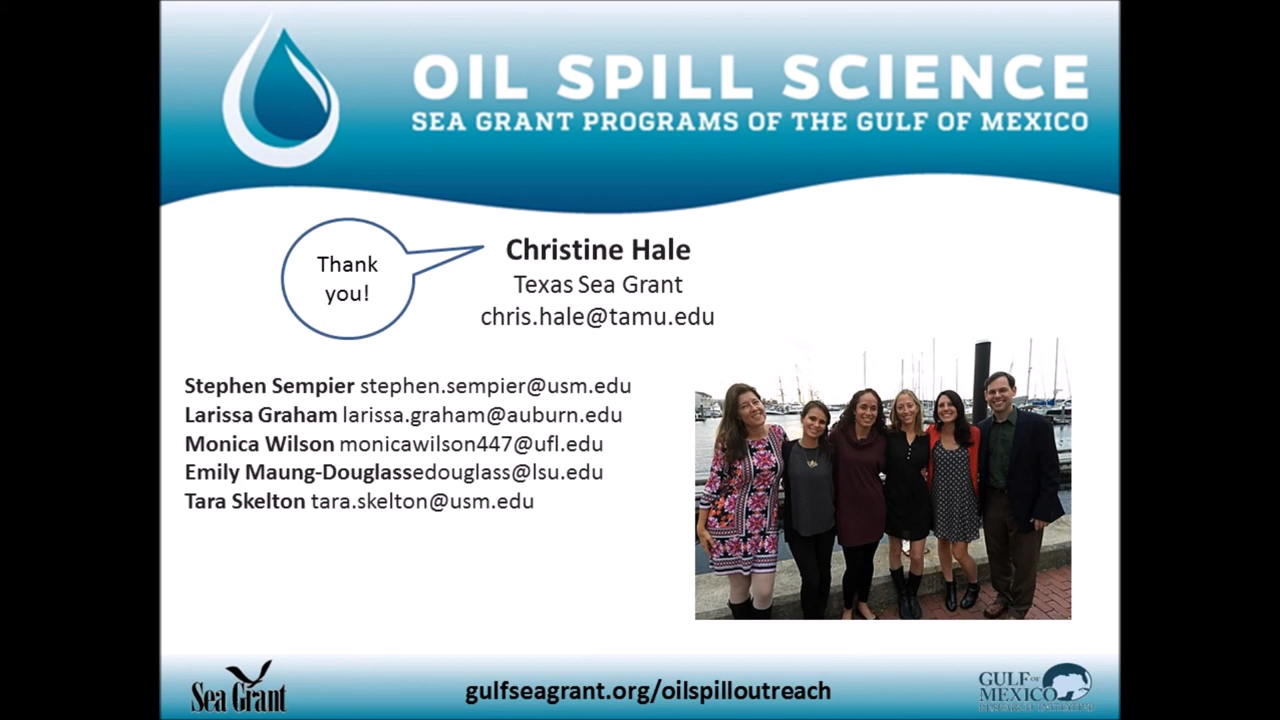 OIL SPILL SCIENCE
SEA GRANT PROGRAMS OF THE GULF OF MEXICO
Thank
you!
Christine Hale
Texas Sea Grant
chris.hale@tamu.edu
Stephen Sempier stephen.sempier@usm.edu
Larissa Graham larissa.graham@auburn.edu
Monica Wilson monicawilson447@ufl.edu
Emily Maung-Douglassedouglass@lsu.edu
Tara Skelton tara.skelton@usm.edu
Sea Grant
gulfseagrant.org/oilspilloutreach
GULF OF
MEXICO
RESEARCH INITIATIVE